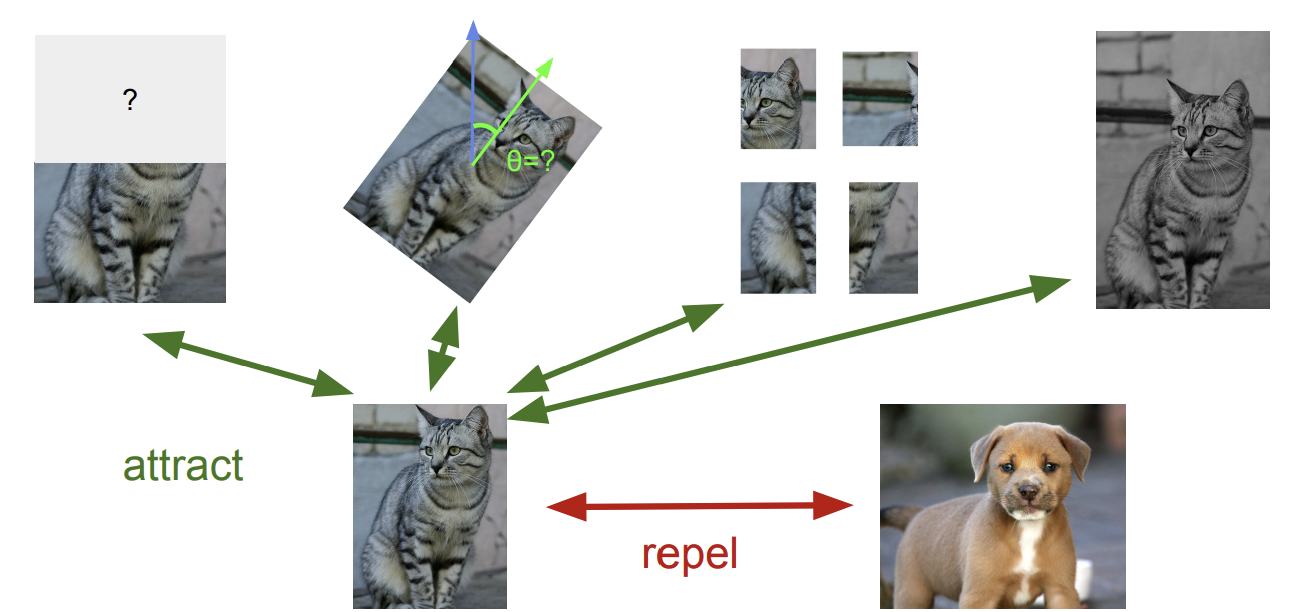 ?
θ=?
attract
repel